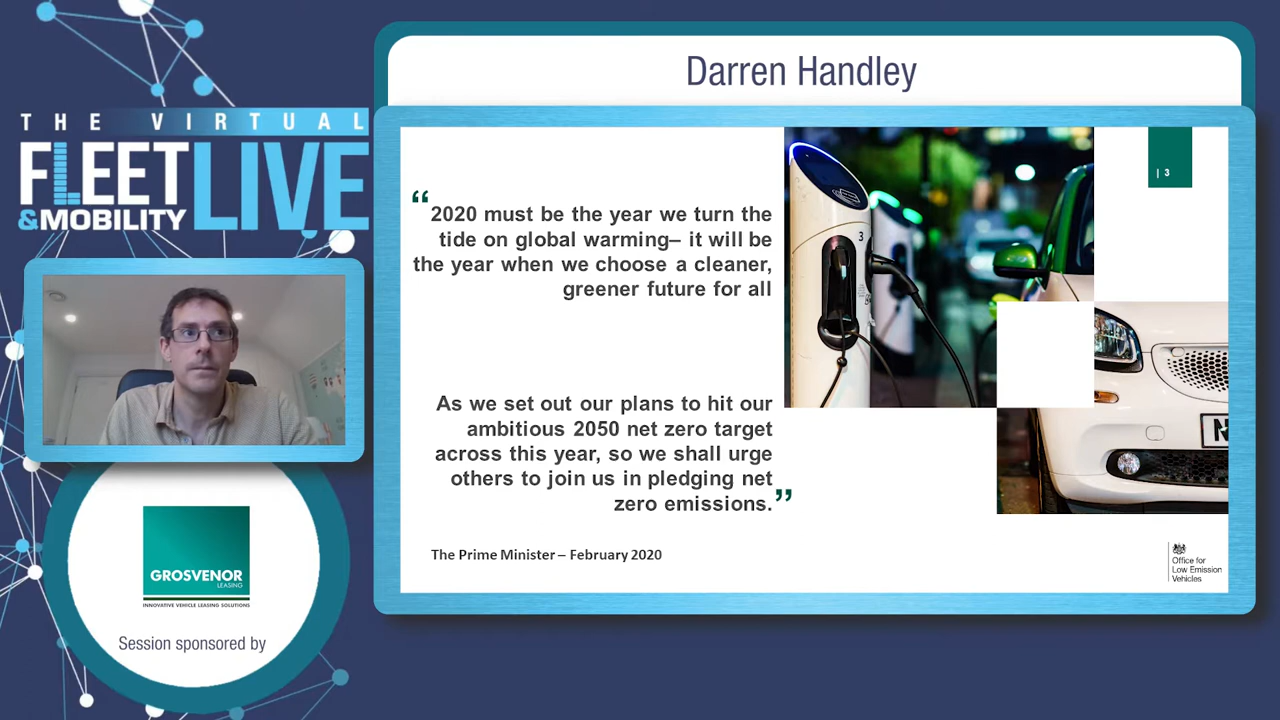 THE VIRTUAL
FLEET
&MOBILITY
LIVE
Darren Handley
| 3
“2020 must be the year we turn the
tide on global warming– it will be
the year when we choose a cleaner,
greener future for all
As we set out our plans to hit our
ambitious 2050 net zero target
across this year, so we shall urge
others to join us in pledging net
zero emissions.”
The Prime Minister – February 2020
3
N
Office for
Low Emission
Vehicles
GROSVENOR
LEASING
INNOVATIVE VEHICLE LEASING SOLUTIONS
Session sponsored by